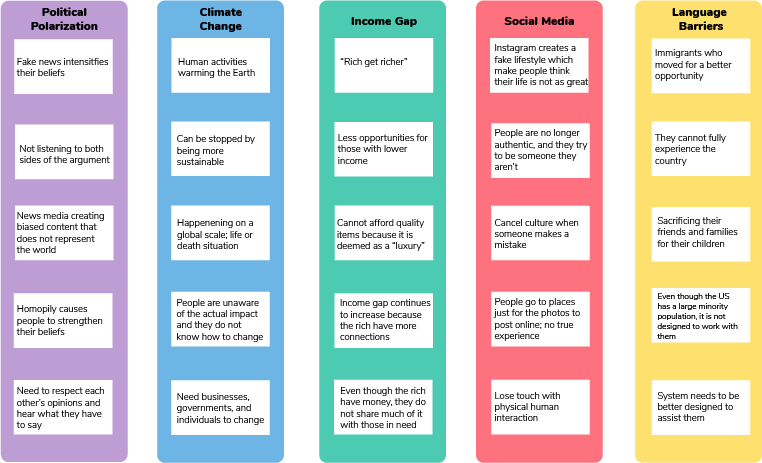 Political
Polarization
Fake news intensitfies
their beliefs
Not listening to both
sides of the argument
News media creating
biased content that
does not represent
the world
Homopily causes
people to strengthen
their beliefs
Need to respect each
other's opinions and
hear what they have
to say
Climate
Change
Human activities
warming the Earth
Can be stopped by
being more
sustainable
Happenening on a
global scale; life or
death situation
People are unaware
of the actual impact
and they do not
know how to change
Need businesses,
governments, and
individuals to change
Income Gap
“Rich get richer”
Less opportunities for
those with lower
income
Cannot afford quality
items because it is
deemed as a “luxury”
Income gap continues
to increase because
the rich have more
connections
Even though the rich
have money, they do
not share much of it
with those in need
Social Media
Instagram creates a
fake lifestyle which
make people think
their life is not as great
People are no longer
authentic, and they try
to be someone they
aren't
Cancel culture when
someone makes a
mistake
People go to places
just for the photos to
post online; no true
experience
Lose touch with
physical human
interaction
Language
Barriers
Immigrants who
moved for a better
opportunity
They cannot fully
experience the
country
Sacrificing their
friends and families
for their children
Even though the US
has a large minority
population, it is not
designed to work with
them
System needs to be
better designed to
assist them